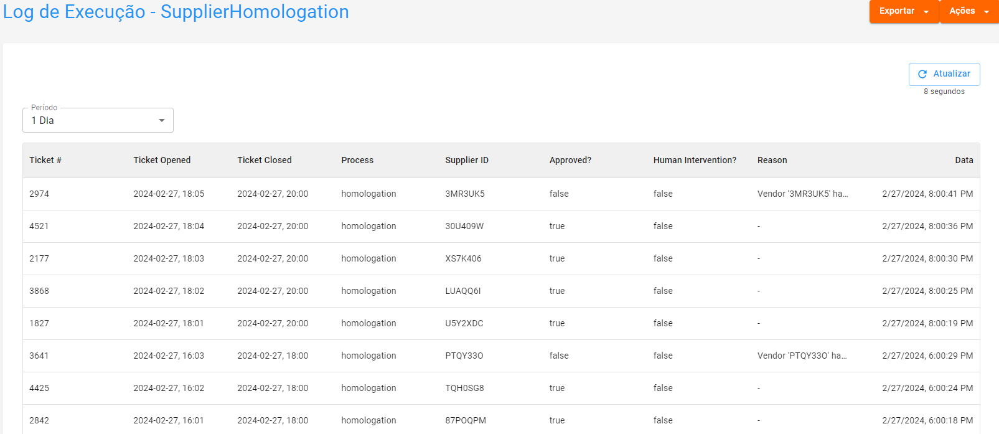 Log de Execução - SupplierHomologation
Exportar
Ações
Atualizar
8 segundos
Período
1 Dia
Ticket # Ticket Opened Ticket Closed Process Supplier ID Approved? Human Intervention? Reason Data
2974 2024-02-27, 18:05 2024-02-27, 20:00 homologation 3MR3UK5 false false Vendor '3MR3UK5' ha... 2/27/2024, 8:00:41 PM
4521 2024-02-27, 18:04 2024-02-27, 20:00 homologation 30U409W true false - 2/27/2024, 8:00:36 PM
2177 2024-02-27, 18:03 2024-02-27, 20:00 homologation XS7K406 true false - 2/27/2024, 8:00:30 PM
3868 2024-02-27, 18:02 2024-02-27, 20:00 homologation LUAQQ6I true false - 2/27/2024, 8:00:25 PM
1827 2024-02-27, 18:01 2024-02-27, 20:00 homologation U5Y2XDC true false - 2/27/2024, 8:00:19 PM
3641 2024-02-27, 16:03 2024-02-27, 18:00 homologation PTQY33O false false Vendor 'PTQY33O' ha... 2/27/2024, 6:00:29 PM
4425 2024-02-27, 16:02 2024-02-27, 18:00 homologation TQH0SG8 true false - 2/27/2024, 6:00:24 PM
2842 2024-02-27, 16:01 2024-02-27, 18:00 homologation 87POQPM true false - 2/27/2024, 6:00:18 PM